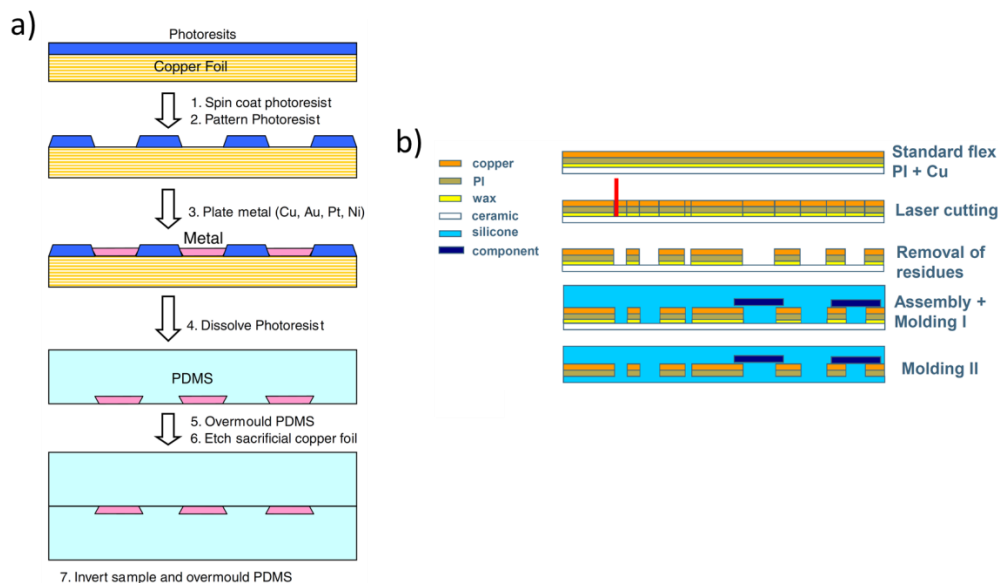 a)
Photoresits
Copper Foil
1. Spin coat photoresist
2. Pattern Photoresist
3. Plate metal (Cu, Au, Pt, Ni)
Metal
4. Dissolve Photoresist
PDMS
5. Overmould PDMS
6. Etch sacrificial copper foil
7. Invert sample and overmould PDMS
b)
copper
PI
wax
ceramic
silicone
component
Standard flex
PI + Cu
Laser cutting
Removal of
residues
Assembly +
Molding I
Molding II